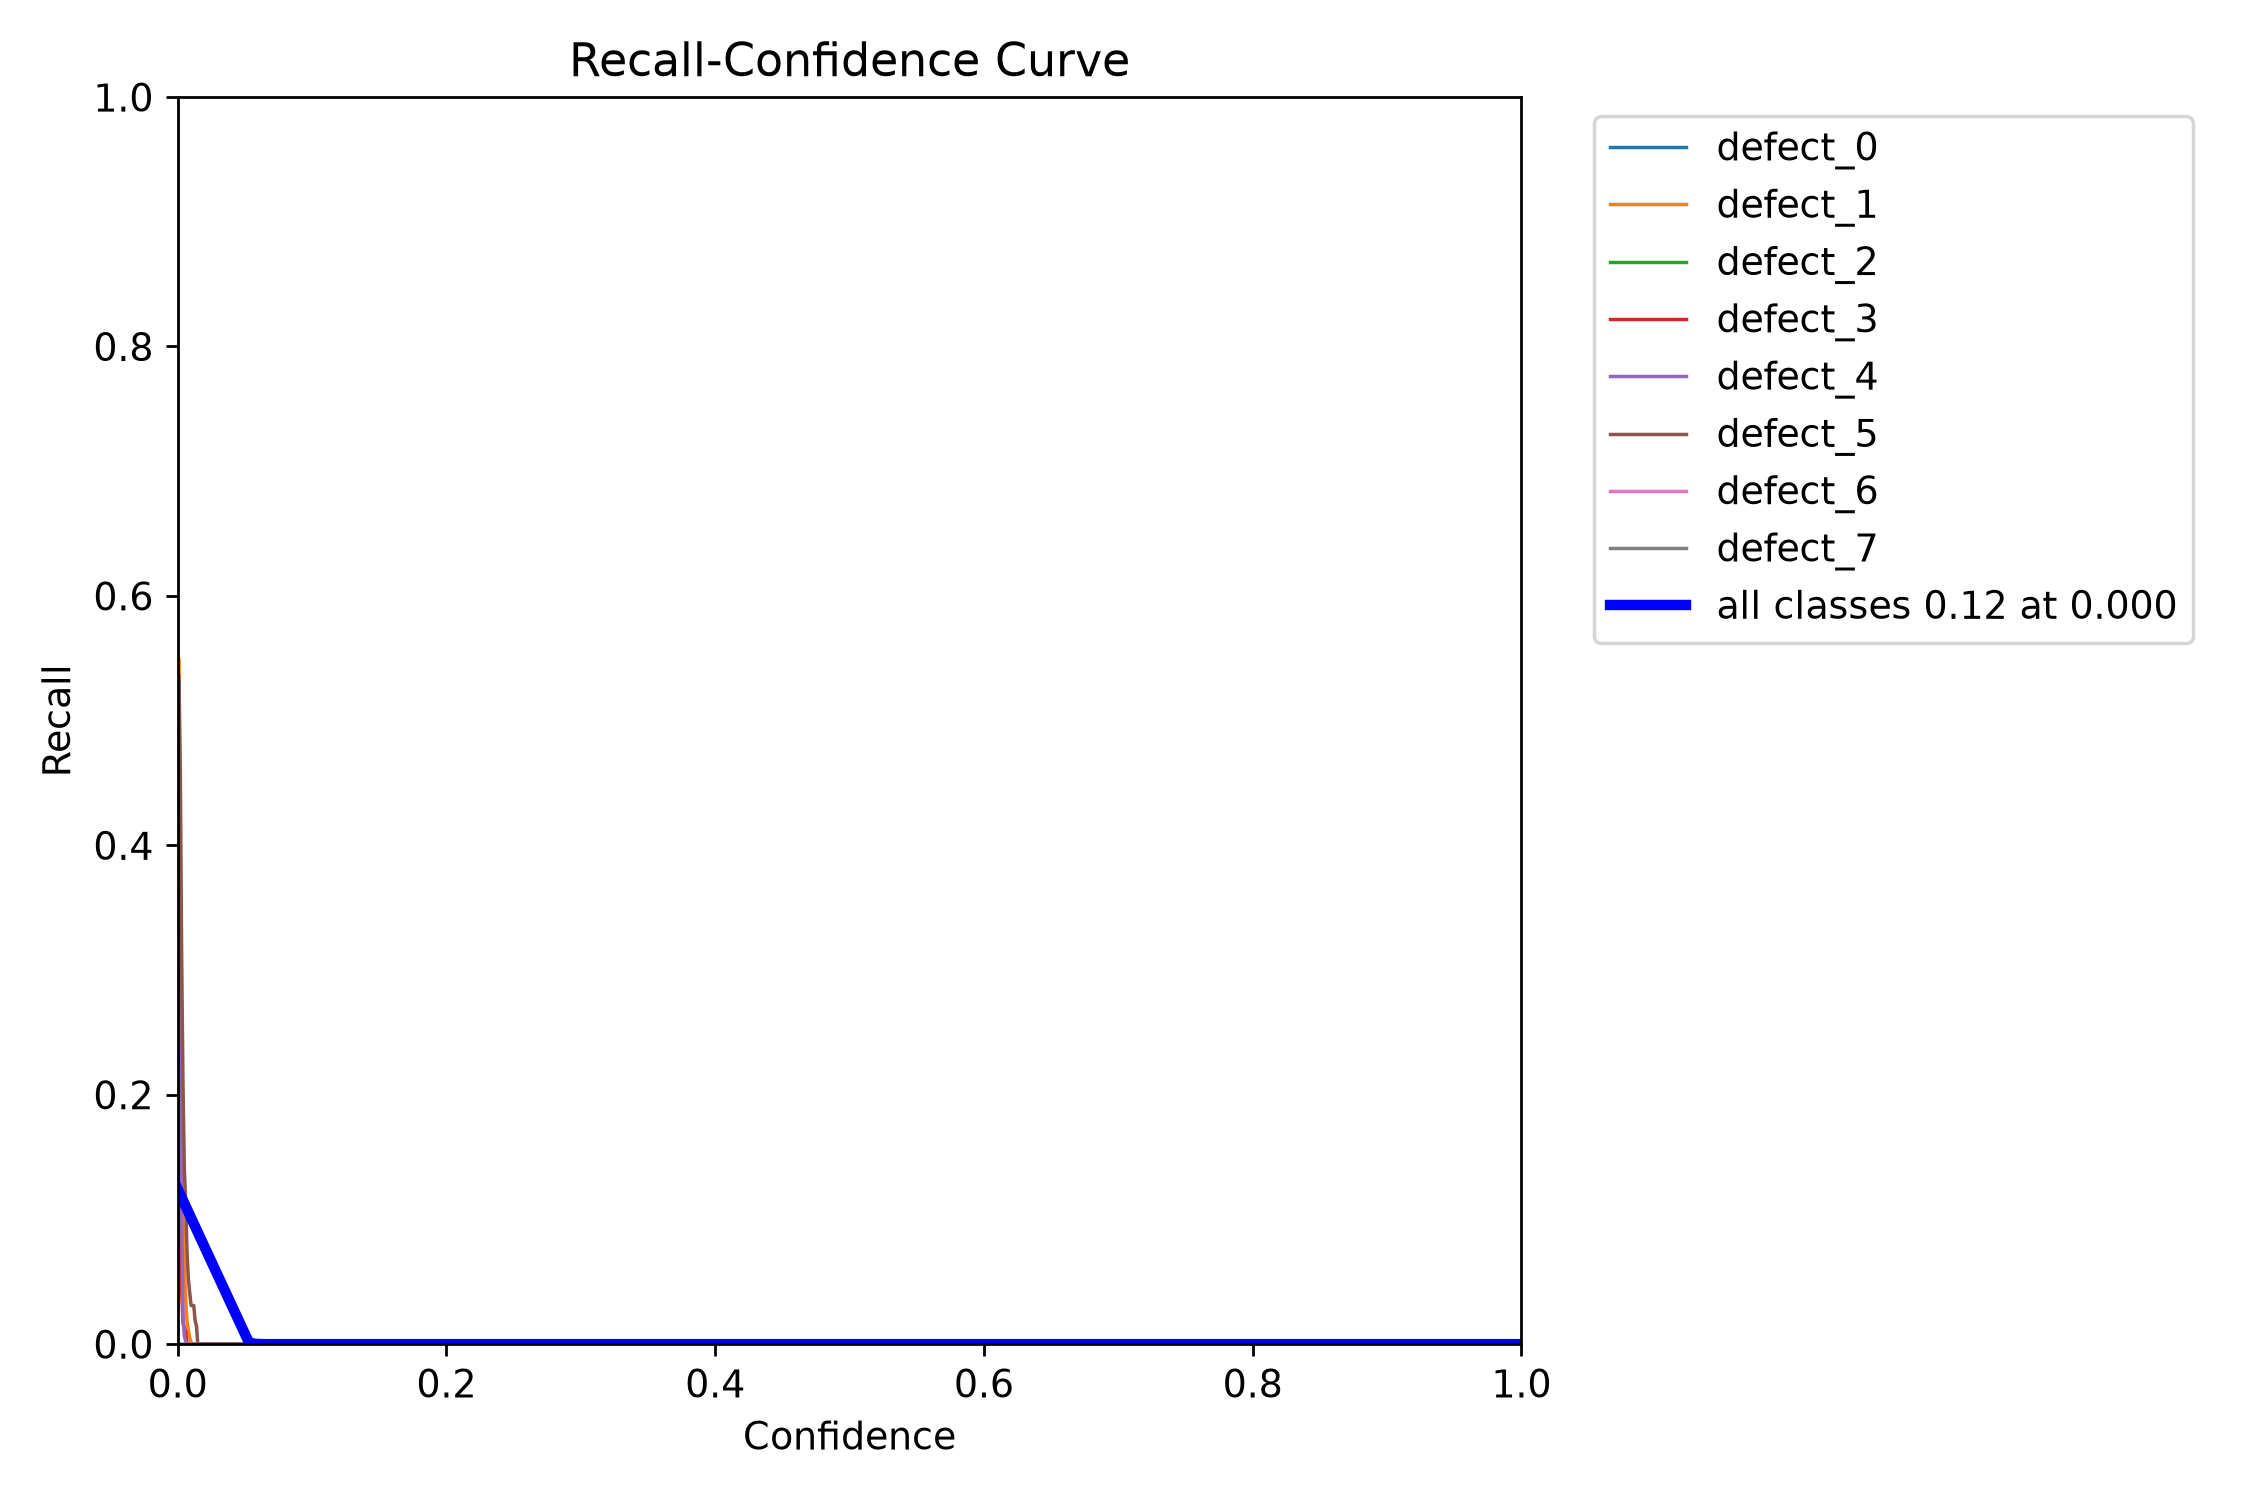 Recall-Confidence Curve
1.0
0.8
0.6
0.4
0.2
0.0
Recall
0.0 0.2 0.4 0.6 0.8 1.0
Confidence
defect_0
defect_1
defect_2
defect_3
defect_4
defect_5
defect_6
defect_7
all classes 0.12 at 0.000